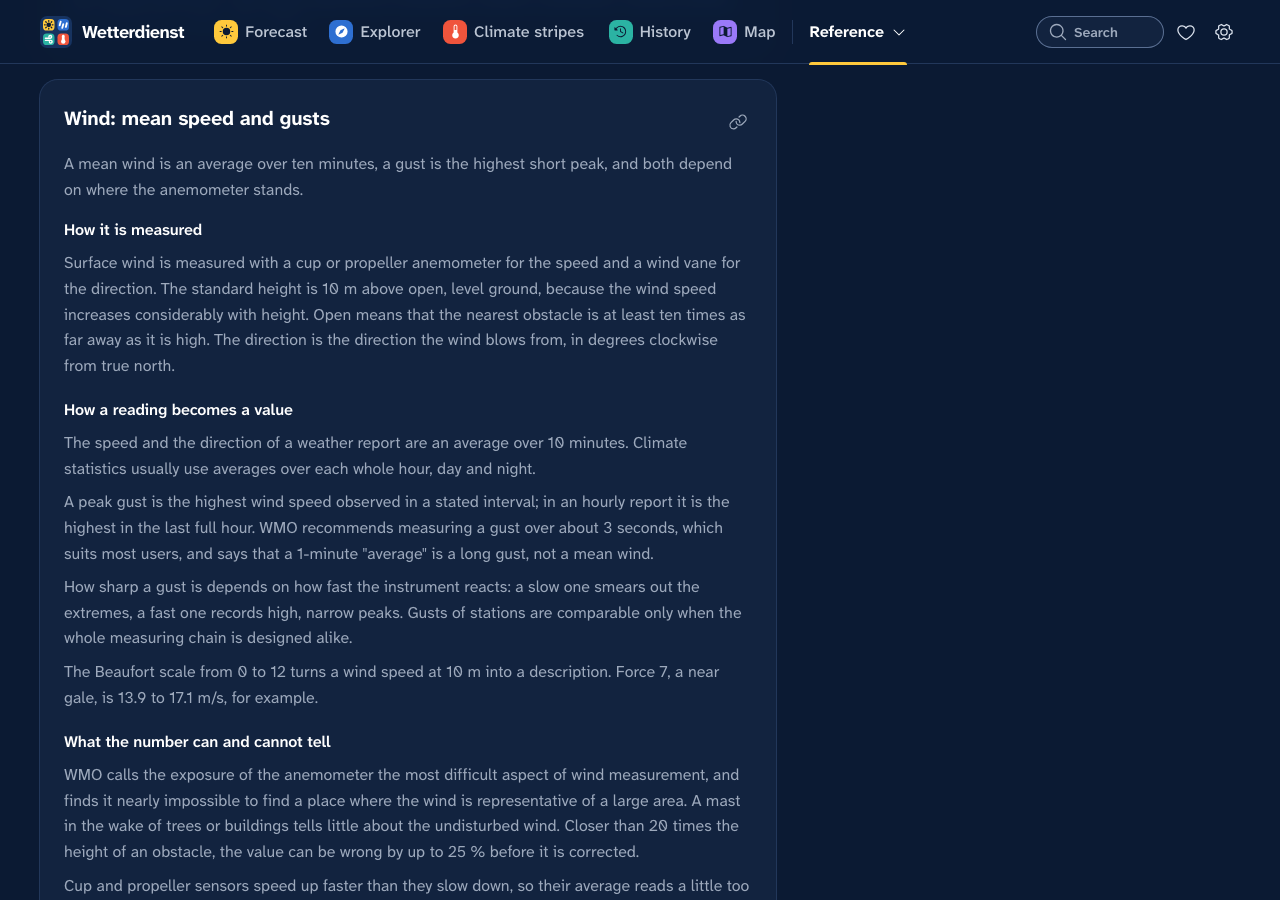 Wetterdienst
Forecast
Explorer
Climate stripes
History
Map
Reference
Search
Wind: mean speed and gusts
A mean wind is an average over ten minutes, a gust is the highest short peak, and both depend
on where the anemometer stands.
How it is measured
Surface wind is measured with a cup or propeller anemometer for the speed and a wind vane for
the direction. The standard height is 10 m above open, level ground, because the wind speed
increases considerably with height. Open means that the nearest obstacle is at least ten times as
far away as it is high. The direction is the direction the wind blows from, in degrees clockwise
from true north.
How a reading becomes a value
The speed and the direction of a weather report are an average over 10 minutes. Climate
statistics usually use averages over each whole hour, day and night.
A peak gust is the highest wind speed observed in a stated interval; in an hourly report it is the
highest in the last full hour. WMO recommends measuring a gust over about 3 seconds, which
suits most users, and says that a 1-minute "average" is a long gust, not a mean wind.
How sharp a gust is depends on how fast the instrument reacts: a slow one smears out the
extremes, a fast one records high, narrow peaks. Gusts of stations are comparable only when the
whole measuring chain is designed alike.
The Beaufort scale from 0 to 12 turns a wind speed at 10 m into a description. Force 7, a near
gale, is 13.9 to 17.1 m/s, for example.
What the number can and cannot tell
WMO calls the exposure of the anemometer the most difficult aspect of wind measurement, and
finds it nearly impossible to find a place where the wind is representative of a large area. A mast
in the wake of trees or buildings tells little about the undisturbed wind. Closer than 20 times the
height of an obstacle, the value can be wrong by up to 25 % before it is corrected.
Cup and propeller sensors speed up faster than they slow down, so their average reads a little too